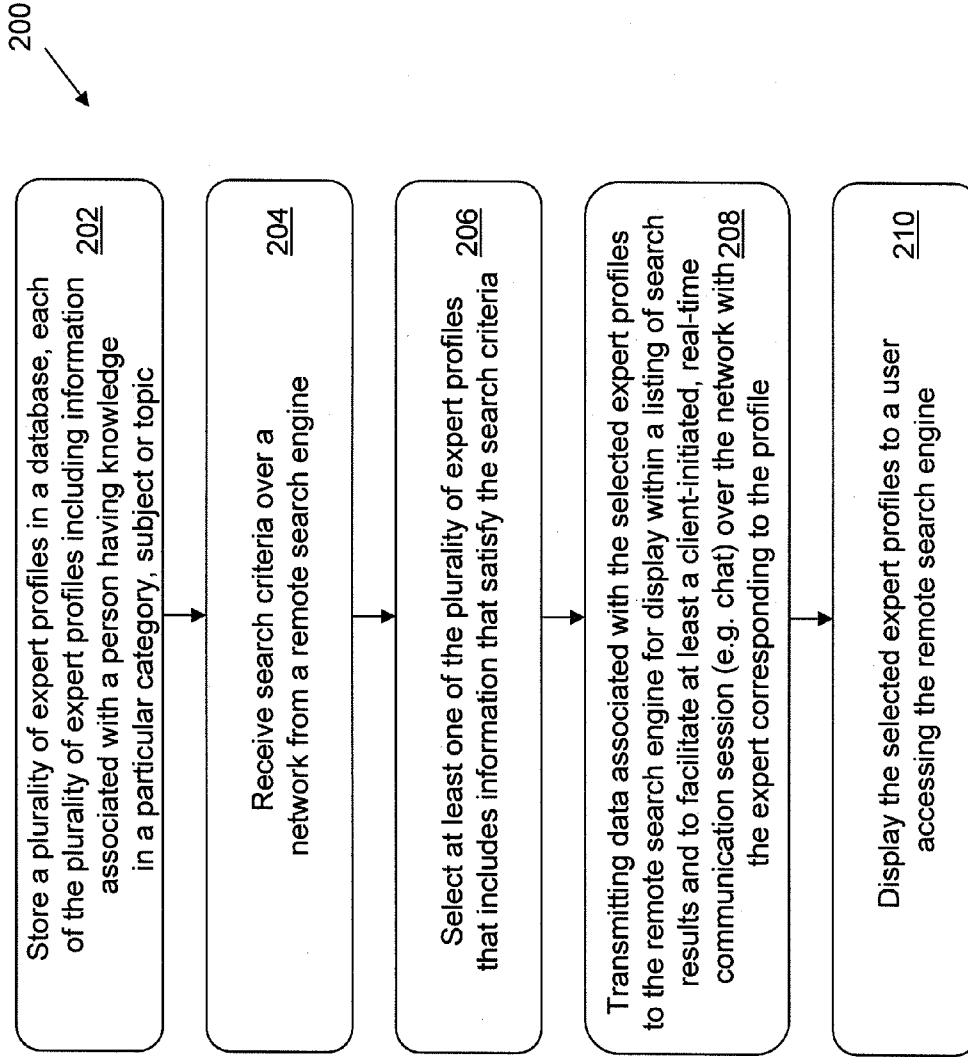 200
Store a plurality of expert profiles in a database, each
of the plurality of expert profiles including information
associated with a person having knowledge
in a particular category, subject or topic
202
Receive search criteria over a
network from a remote search engine
204
Select at least one of the plurality of expert profiles
that includes information that satisfy the search criteria
206
Transmitting data associated with the selected expert profiles
to the remote search engine for display within a listing of search
results and to facilitate at least a client-initiated, real-time
communication session (e.g. chat) over the network with
the expert corresponding to the profile
208
Display the selected expert profiles to a user
accessing the remote search engine
210